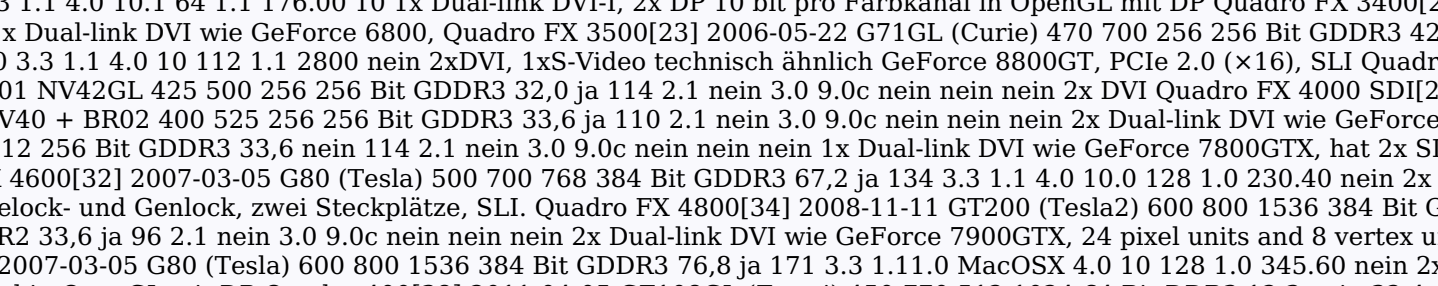 3 1.1 4.0 10.1 64 1.1 176.00 10 1x Dual-link DVI-I, 2x DP 10 bit pro Farbkanal in OpenGL mit DP Quadro FX 3400[2
x Dual-link DVI wie GeForce 6800, Quadro FX 3500[23] 2006-05-22 G71GL (Curie) 470 700 256 256 Bit GDDR3 42
0 3.3 1.1 4.0 10 112 1.1 2800 nein 2xDVI, 1xS-Video technisch ähnlich GeForce 8800GT, PCIe 2.0 (×16), SLI Quadr
01 NV42GL 425 500 256 256 Bit GDDR3 32,0 ja 114 2.1 nein 3.0 9.0c nein nein nein 2x DVI Quadro FX 4000 SDI[2
V40 + BR02 400 525 256 256 Bit GDDR3 33,6 ja 110 2.1 nein 3.0 9.0c nein nein nein 2x Dual-link DVI wie GeForce
12 256 Bit GDDR3 33,6 nein 114 2.1 nein 3.0 9.0c nein nein nein 1x Dual-link DVI wie GeForce 7800GTX, hat 2x SI
4600[32] 2007-03-05 G80 (Tesla) 500 700 768 384 Bit GDDR3 67,2 ja 134 3.3 1.1 4.0 10.0 128 1.0 230.40 nein 2x
elock- und Genlock, zwei Steckplätze, SLI. Quadro FX 4800[34] 2008-11-11 GT200 (Tesla2) 600 800 1536 384 Bit G
R2 33,6 ja 96 2.1 nein 3.0 9.0c nein nein nein 2x Dual-link DVI wie GeForce 7900GTX, 24 pixel units and 8 vertex u
2007-03-05 G80 (Tesla) 600 800 1536 384 Bit GDDR3 76,8 ja 171 3.3 1.11.0 MacOSX 4.0 10 128 1.0 345.60 nein 2x